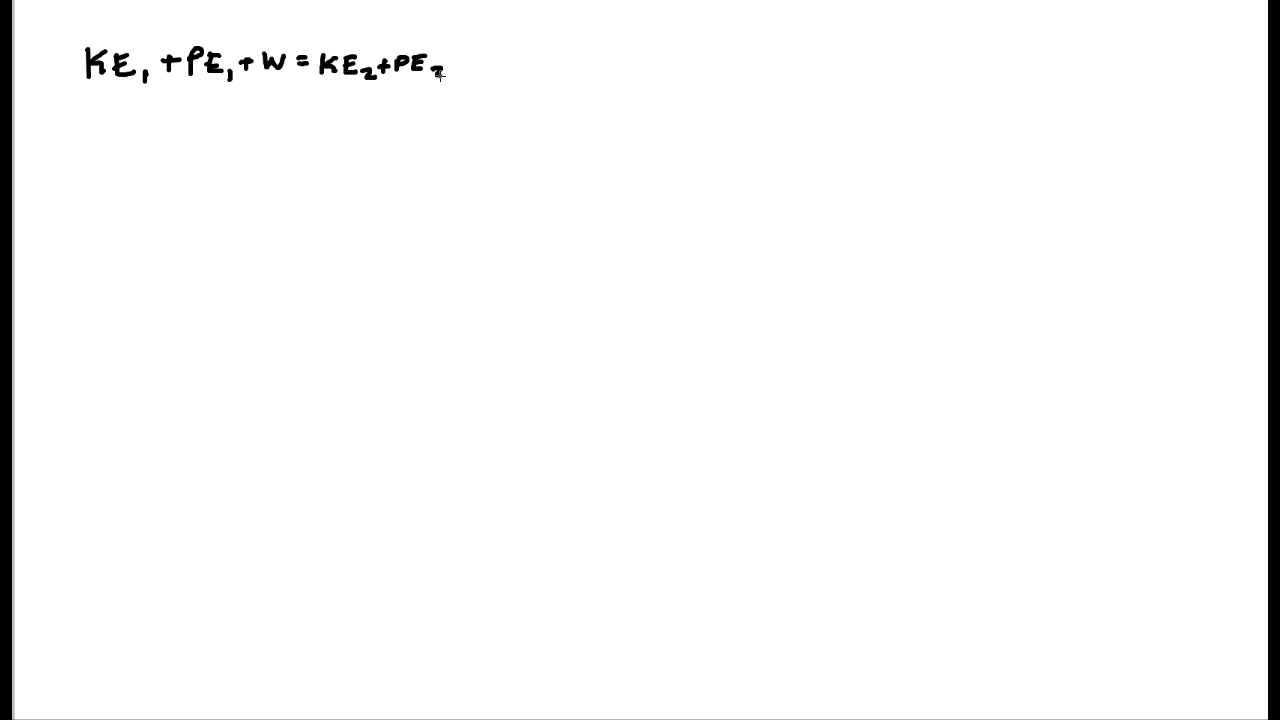 KE₁ + PE₁ + W = KE₂ + PE₂